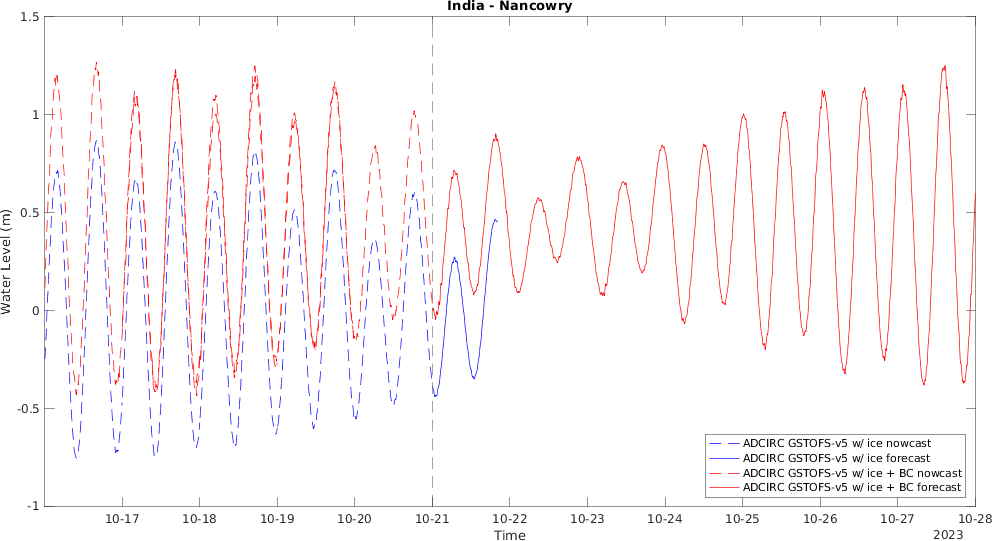 India - Nancowry
1.5
1
0.5
0
-0.5
-1
Water Level (m)
10-17 10-18 10-19 10-20 10-21 10-22 10-23 10-24 10-25 10-26 10-27 10-28
Time
2023
ADCIRC GSTOFS-v5 w/ ice nowcast
ADCIRC GSTOFS-v5 w/ ice forecast
ADCIRC GSTOFS-v5 w/ ice + BC nowcast
ADCIRC GSTOFS-v5 w/ ice + BC forecast